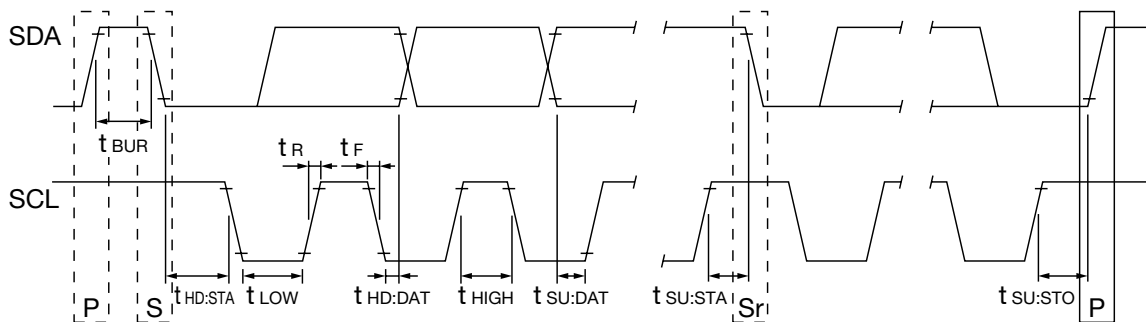 SDA
t BUR
t R
t F
SCL
t HD:STA
t LOW
t HD:DAT
t HIGH
t SU:DAT
t SU:STA
t SU:STO
P
S
Sr
P